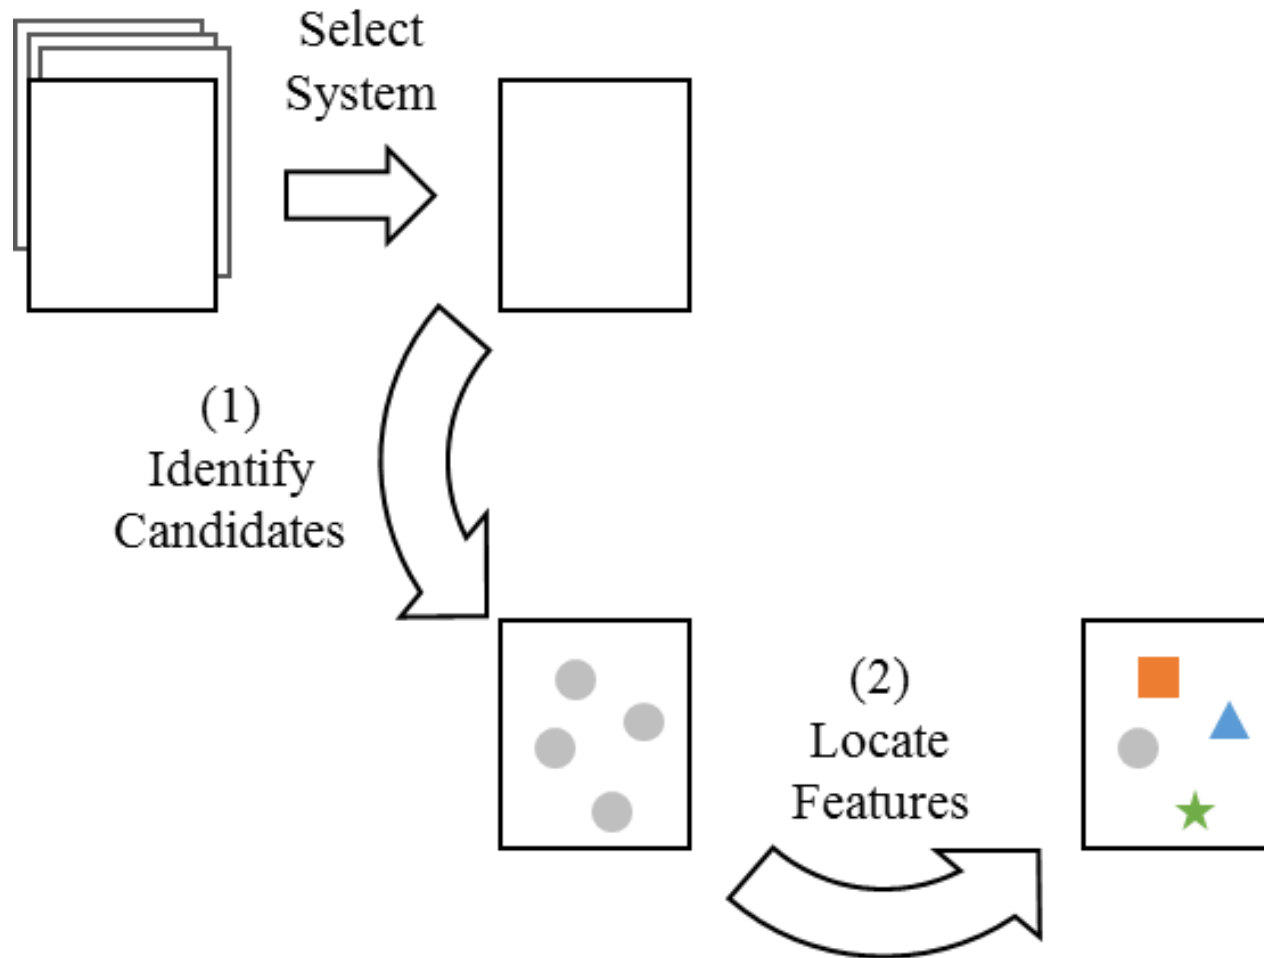 Select
System
(1)
Identify
Candidates
(2)
Locate
Features